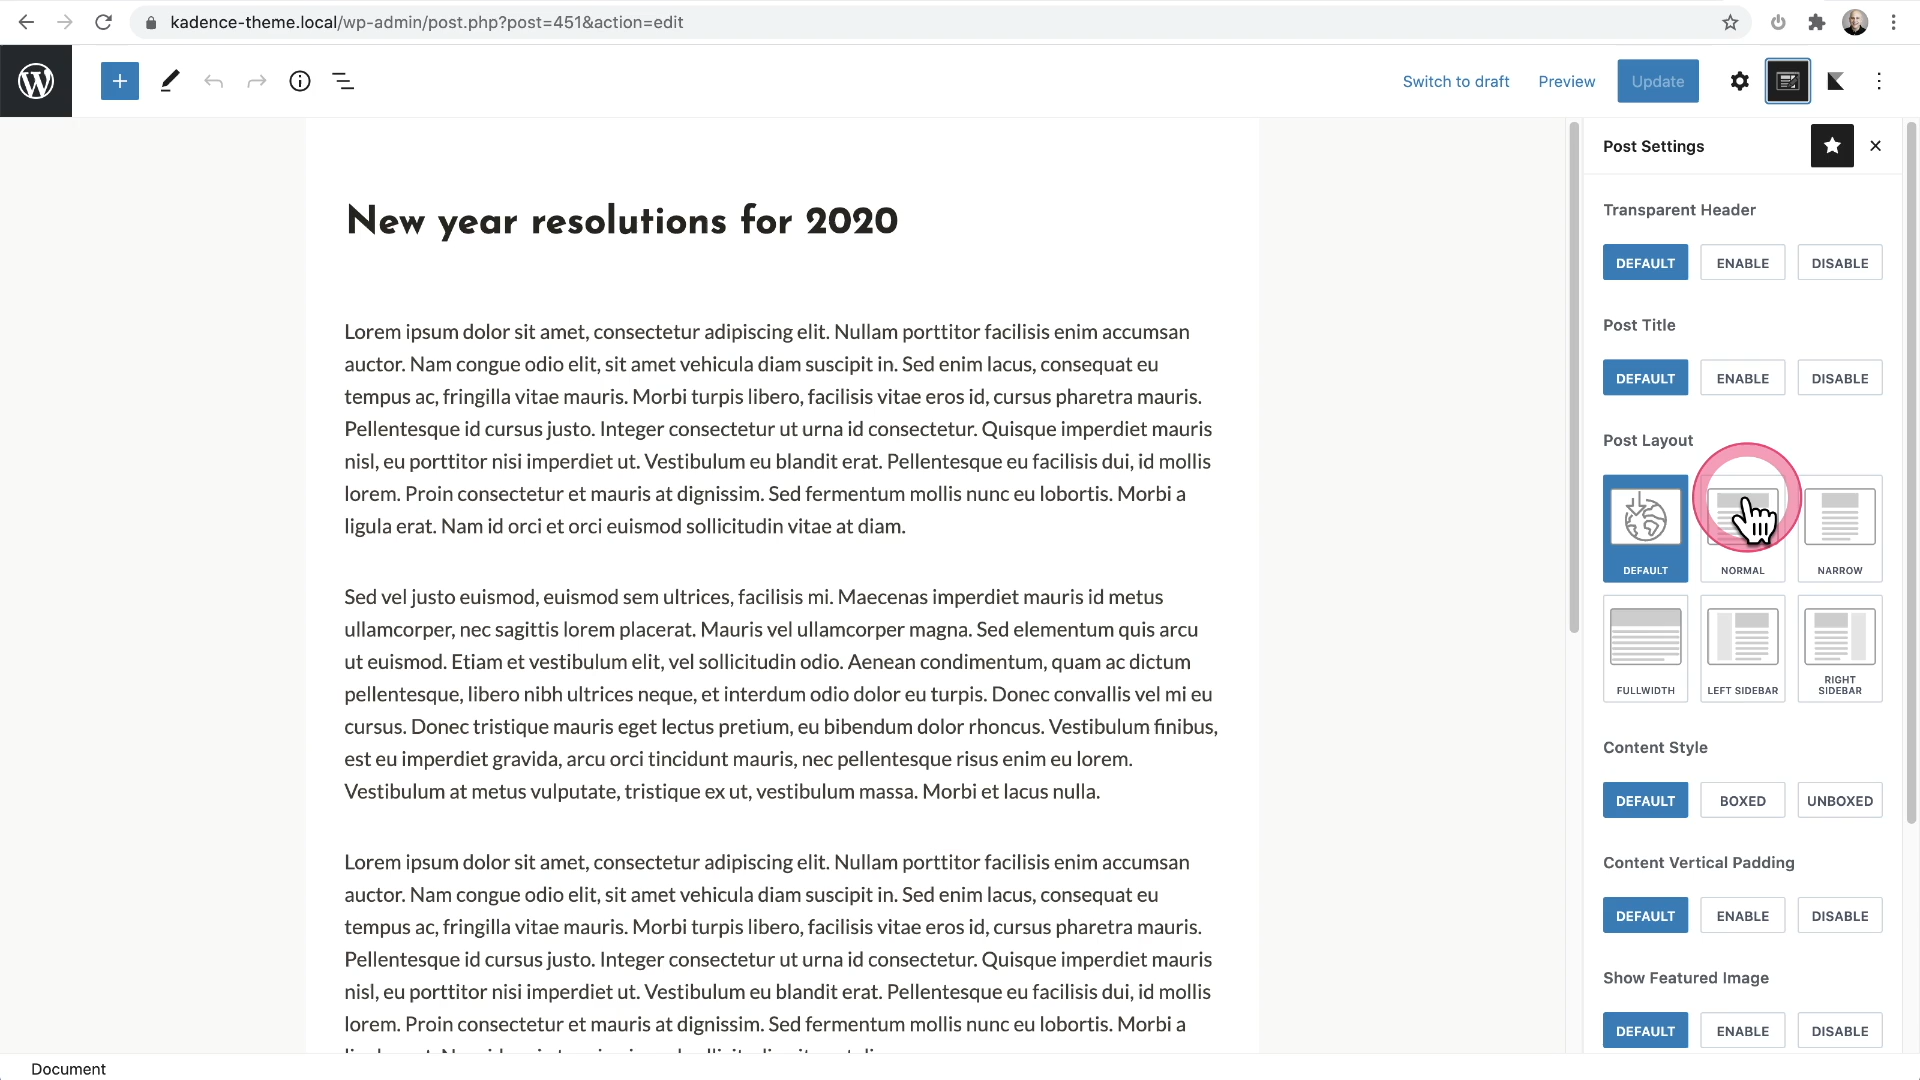 kadence-theme.local/wp-admin/post.php?post=451&action=edit
Switch to draft
Preview
Update
New year resolutions for 2020
Lorem ipsum dolor sit amet, consectetur adipiscing elit. Nullam porttitor facilisis enim accumsan
auctor. Nam congue odio elit, sit amet vehicula diam suscipit in. Sed enim lacus, consequat eu
tempus ac, fringilla vitae mauris. Morbi turpis libero, facilisis vitae eros id, cursus pharetra mauris.
Pellentesque id cursus justo. Integer consectetur ut urna id consectetur. Quisque imperdiet mauris
nisl, eu porttitor nisi imperdiet ut. Vestibulum eu blandit erat. Pellentesque eu facilisis dui, id mollis
lorem. Proin consectetur et mauris at dignissim. Sed fermentum mollis nunc eu lobortis. Morbi a
ligula erat. Nam id orci et orci euismod sollicitudin vitae at diam.
Sed vel justo euismod, euismod sem ultrices, facilisis mi. Maecenas imperdiet mauris id metus
ullamcorper, nec sagittis lorem placerat. Mauris vel ullamcorper magna. Sed elementum quis arcu
ut euismod. Etiam et vestibulum elit, vel sollicitudin odio. Aenean condimentum, quam ac dictum
pellentesque, libero nibh ultrices neque, et interdum odio dolor eu turpis. Donec convallis vel mi eu
cursus. Donec tristique mauris eget lectus pretium, eu bibendum dolor rhoncus. Vestibulum finibus,
est eu imperdiet gravida, arcu orci tincidunt mauris, nec pellentesque risus enim eu lorem.
Vestibulum at metus vulputate, tristique ex ut, vestibulum massa. Morbi et lacus nulla.
Lorem ipsum dolor sit amet, consectetur adipiscing elit. Nullam porttitor facilisis enim accumsan
auctor. Nam congue odio elit, sit amet vehicula diam suscipit in. Sed enim lacus, consequat eu
tempus ac, fringilla vitae mauris. Morbi turpis libero, facilisis vitae eros id, cursus pharetra mauris.
Pellentesque id cursus justo. Integer consectetur ut urna id consectetur. Quisque imperdiet mauris
nisl, eu porttitor nisi imperdiet ut. Vestibulum eu blandit erat. Pellentesque eu facilisis dui, id mollis
lorem. Proin consectetur et mauris at dignissim. Sed fermentum mollis nunc eu lobortis. Morbi a
Post Settings
Transparent Header
DEFAULT ENABLE DISABLE
Post Title
DEFAULT ENABLE DISABLE
Post Layout
DEFAULT NORMAL NARROW
FULLWIDTH LEFT SIDEBAR RIGHT
SIDEBAR
Content Style
DEFAULT BOXED UNBOXED
Content Vertical Padding
DEFAULT ENABLE DISABLE
Show Featured Image
DEFAULT ENABLE DISABLE
Document